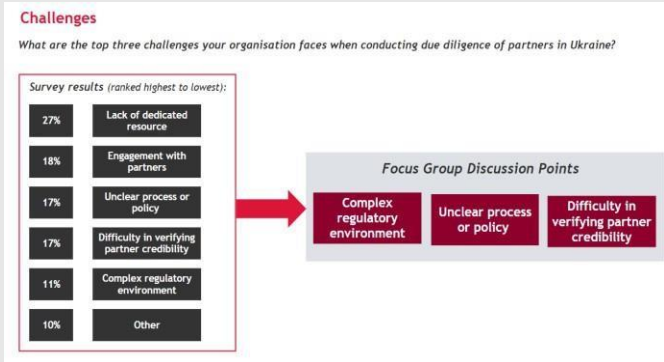 Challenges
What are the top three challenges your organisation faces when conducting due diligence of partners in Ukraine?
Survey results (ranked highest to lowest):
27%
Lack of dedicated
resource
18%
Engagement with
partners
17%
Unclear process or
policy
17%
Difficulty in verifying
partner credibility
11%
Complex regulatory
environment
10%
Other
Focus Group Discussion Points
Complex
regulatory
environment
Unclear process
or policy
Difficulty in
verifying partner
credibility